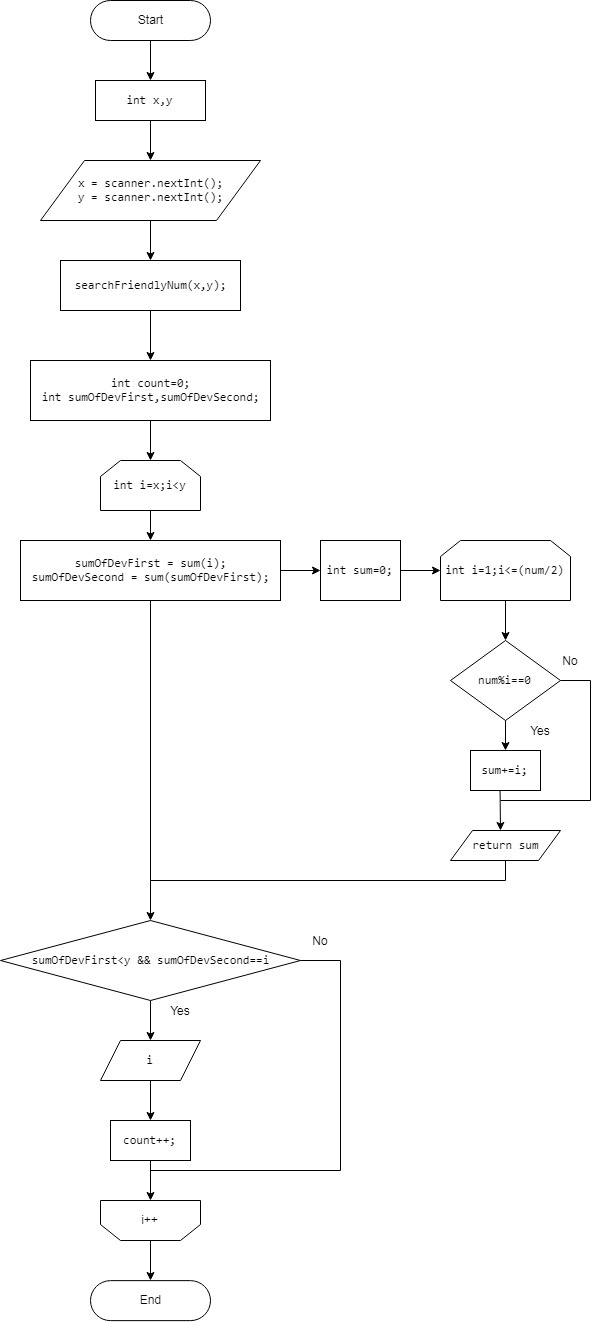 Start
int x,y
x = scanner.nextInt();
y = scanner.nextInt();
searchFriendlyNum(x,y);
int count=0;
int sumOfDevFirst,sumOfDevSecond;
int i=x;i<y
sumOfDevFirst = sum(i);
sumOfDevSecond = sum(sumOfDevFirst);
int sum=0;
int i=1;i<=(num/2)
num%i==0
No
Yes
sum+=i;
return sum
sumOfDevFirst<y && sumOfDevSecond==i
No
Yes
i
count++;
i++
End